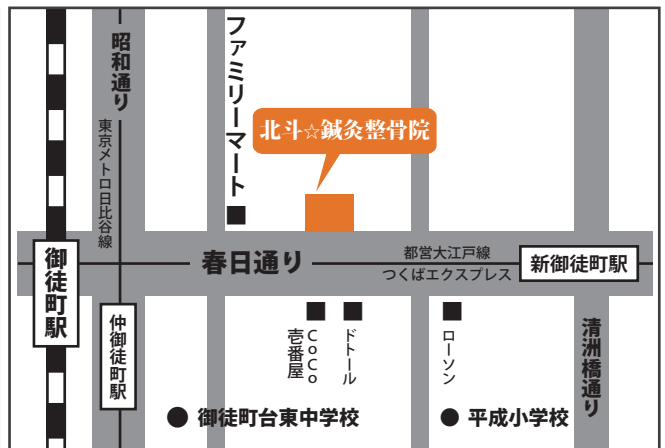 昭和通り
東京メトロ日比谷線
ファミリーマート
北斗☆鍼灸整骨院
御徒町駅
春日通り
都営大江戸線
つくばエクスプレス
新御徒町駅
仲御徒町駅
CoCo
壱番屋
ドトール
ローソン
清洲橋通り
御徒町台東中学校
平成小学校